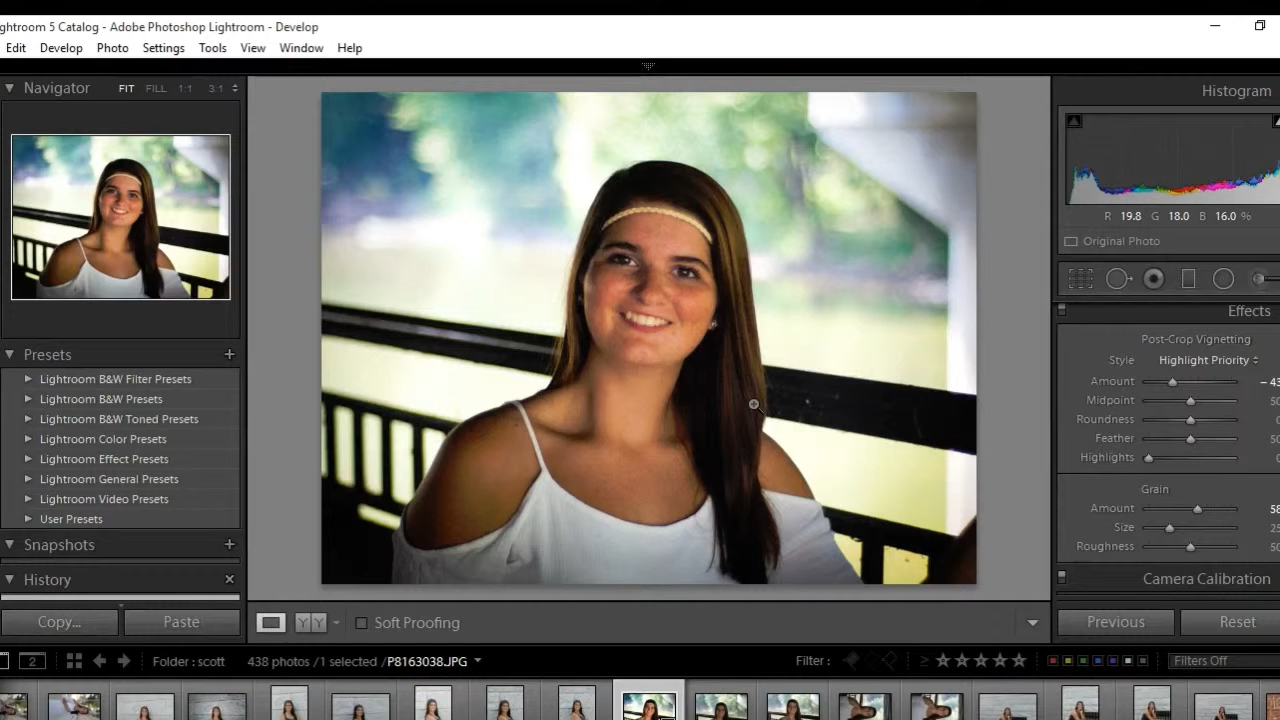 ghtroom 5 Catalog - Adobe Photoshop Lightroom - Develop
Edit Develop Photo Settings Tools View Window Help
Navigator FIT FILL 1:1 3:1
Histogram
R 19.8 G 18.0 B 16.0 %
Original Photo
Effects
Post-Crop Vignetting
Style Highlight Priority
Amount
Midpoint
Roundness
Feather
Highlights
Grain
Amount
Size
Roughness
Camera Calibration
Presets
Lightroom B&W Filter Presets
Lightroom B&W Presets
Lightroom B&W Toned Presets
Lightroom Color Presets
Lightroom Effect Presets
Lightroom General Presets
Lightroom Video Presets
User Presets
Snapshots
History
Copy... Paste
YY Soft Proofing
Previous Reset
2 Folder : scott 438 photos / 1 selected / P8163038.JPG Filter : Filters Off